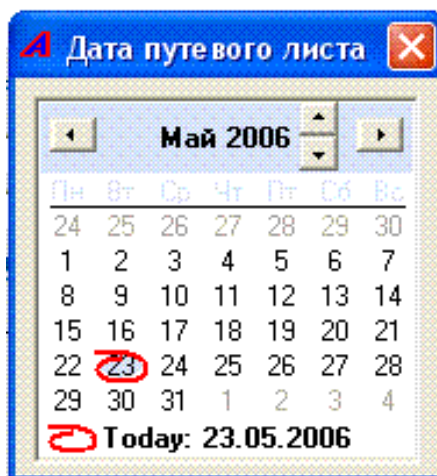 Дата путевого листа
Май 2006
Пн Вт Ср Чт Пт Сб Вс
24 25 26 27 28 29 30
1 2 3 4 5 6 7
8 9 10 11 12 13 14
15 16 17 18 19 20 21
22 23 24 25 26 27 28
29 30 31 1 2 3 4
Today: 23.05.2006